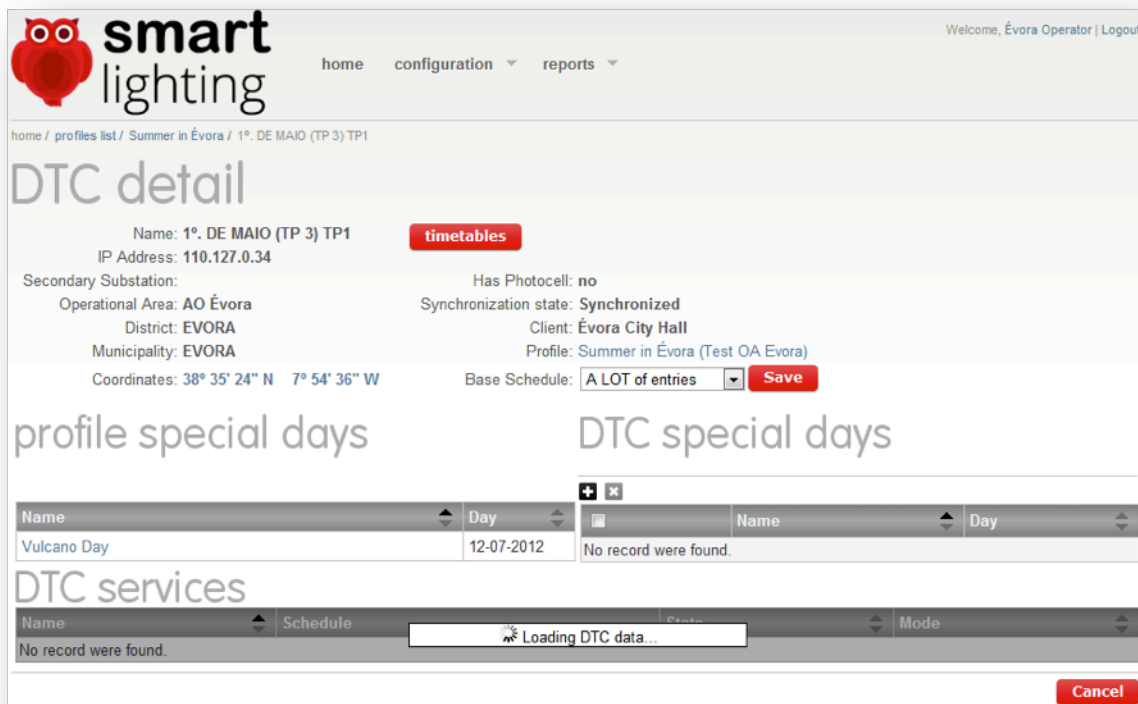 smart
lighting
home configuration reports
Welcome, Évora Operator | Logout
home / profiles list / Summer in Évora / 1º. DE MAIO (TP 3) TP1
DTC detail
Name: 1º. DE MAIO (TP 3) TP1
timetables
IP Address: 110.127.0.34
Secondary Substation: Has Photocell: no
Operational Area: AO Évora Synchronization state: Synchronized
District: EVORA Client: Évora City Hall
Municipality: EVORA Profile: Summer in Évora (Test OA Evora)
Coordinates: 38º 35' 24" N 7º 54' 36" W Base Schedule: A LOT of entries Save
profile special days
Name Day
Vulcano Day 12-07-2012
DTC special days
Name Day
No record were found.
DTC services
Name Schedule State Mode
Loading DTC data...
No record were found.
Cancel